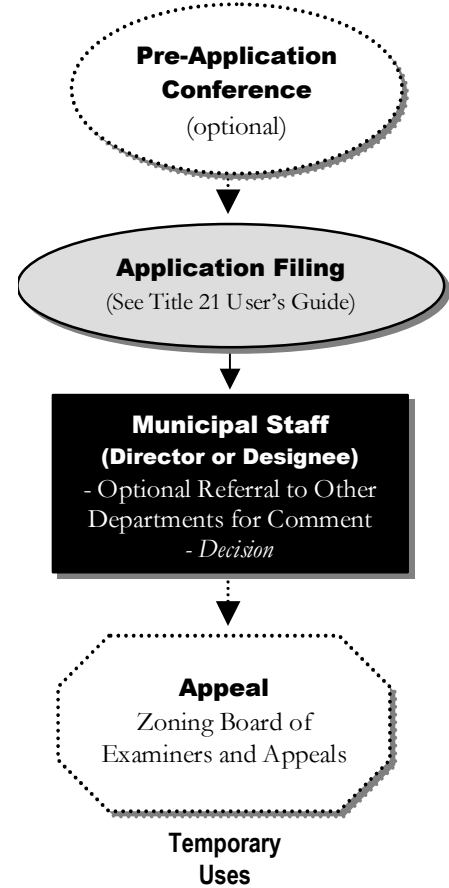 Pre-Application
Conference
(optional)
Application Filing
(See Title 21 User's Guide)
Municipal Staff
(Director or Designee)
- Optional Referral to Other
Departments for Comment
- Decision
Appeal
Zoning Board of
Examiners and Appeals
Temporary
Uses